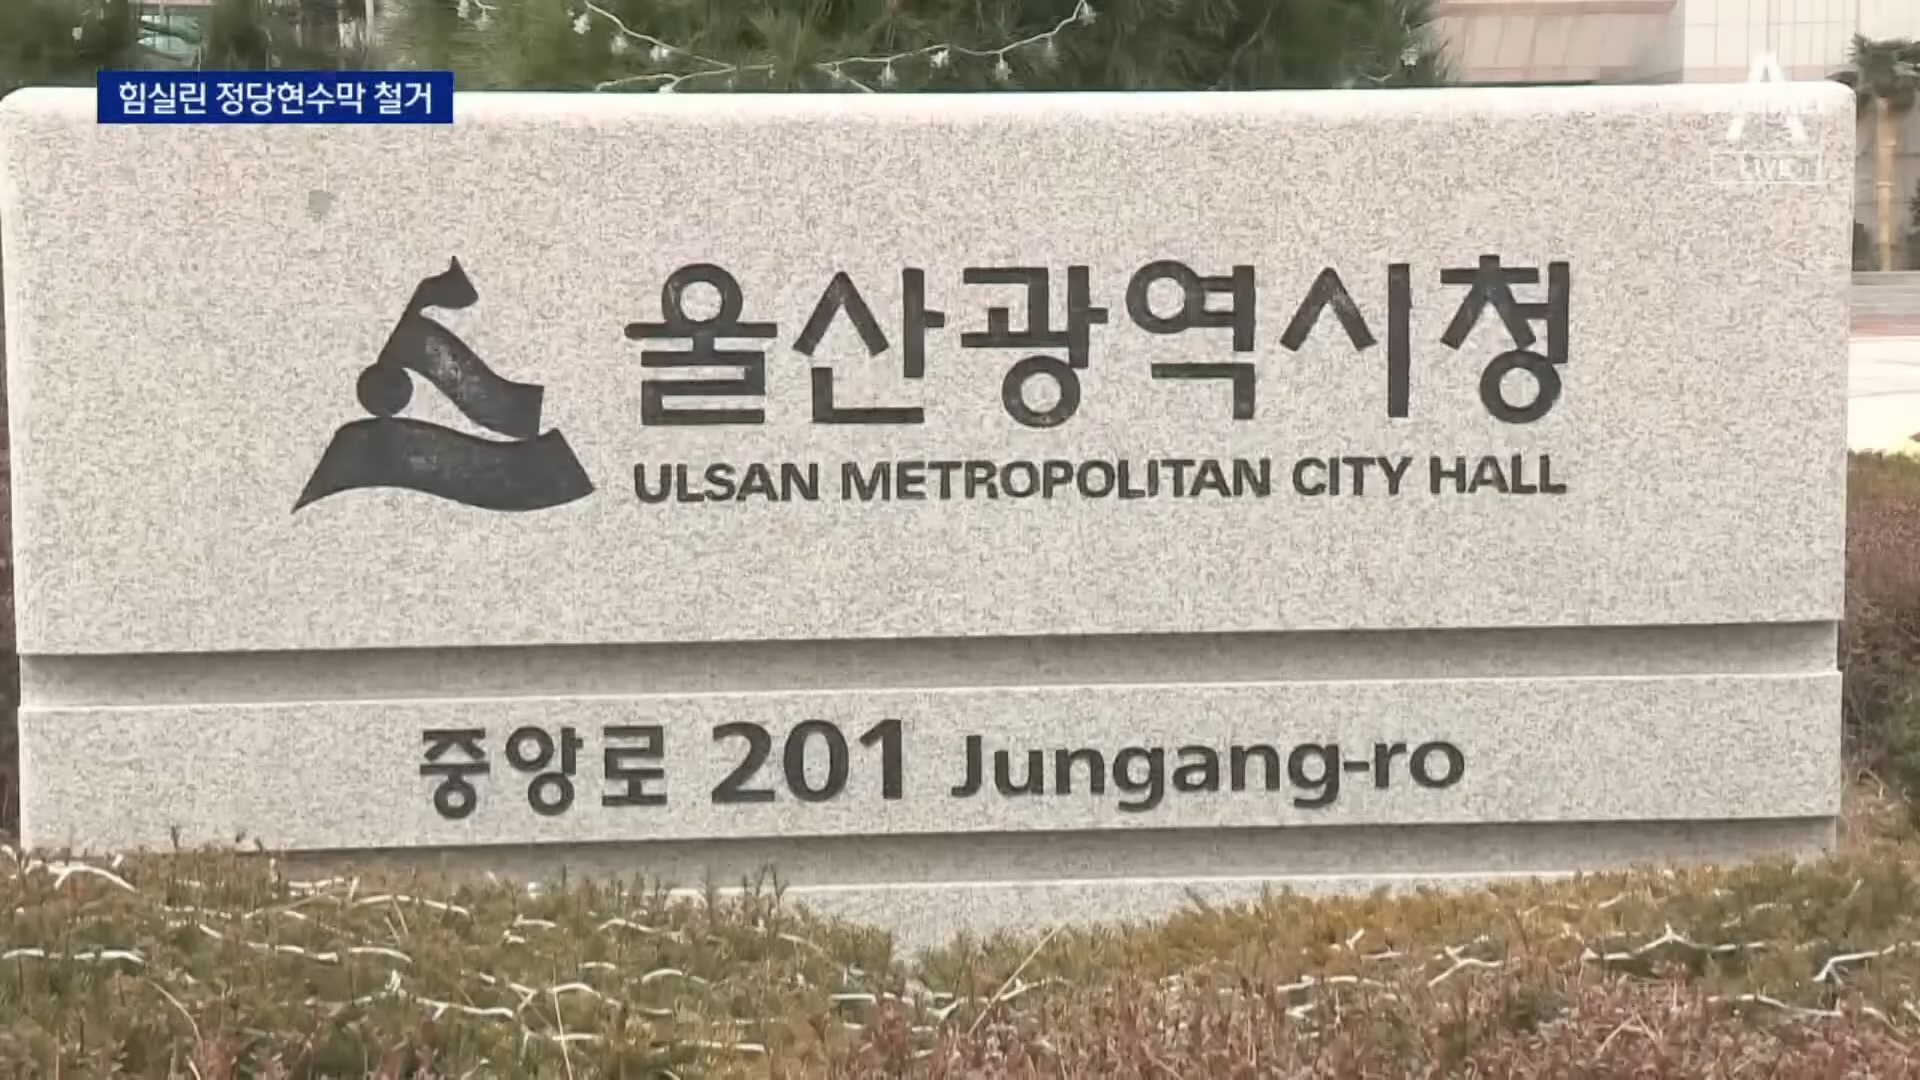 힘실린 정당현수막 철거
LIVE
울산광역시청
ULSAN METROPOLITAN CITY HALL
중앙로 201 Jungang-ro